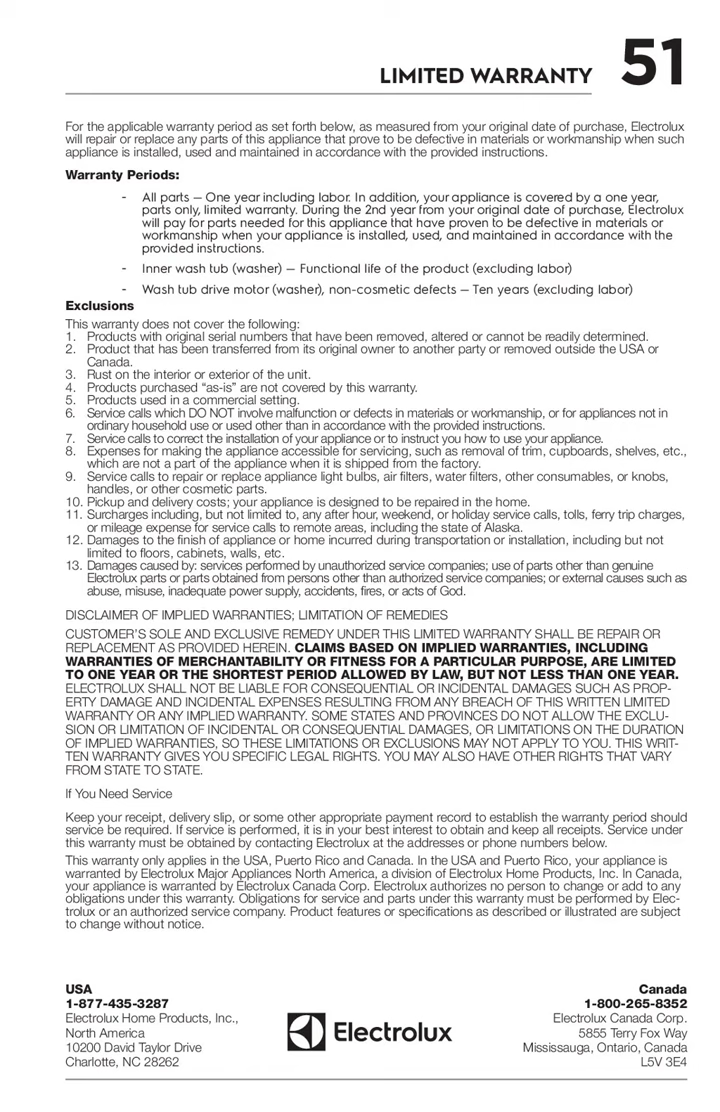 LIMITED WARRANTY 51
For the applicable warranty period as set forth below, as measured from your original date of purchase, Electrolux
will repair or replace any parts of this appliance that prove to be defective in materials or workmanship when such
appliance is installed, used and maintained in accordance with the provided instructions.
Warranty Periods:
- All parts – One year including labor. In addition, your appliance is covered by a one year,
parts only, limited warranty. During the 2nd year from your original date of purchase, Electrolux
will pay for parts needed for this appliance that have proven to be defective in materials or
workmanship when your appliance is installed, used, and maintained in accordance with the
provided instructions.
- Inner wash tub (washer) – Functional life of the product (excluding labor)
- Wash tub drive motor (washer), non-cosmetic defects – Ten years (excluding labor)
Exclusions
This warranty does not cover the following:
1. Products with original serial numbers that have been removed, altered or cannot be readily determined.
2. Product that has been transferred from its original owner to another party or removed outside the USA or
Canada.
3. Rust on the interior or exterior of the unit.
4. Products purchased “as-is” are not covered by this warranty.
5. Products used in a commercial setting.
6. Service calls which DO NOT involve malfunction or defects in materials or workmanship, or for appliances not in
ordinary household use or used other than in accordance with the provided instructions.
7. Service calls to correct the installation of your appliance or to instruct you how to use your appliance.
8. Expenses for making the appliance accessible for servicing, such as removal of trim, cupboards, shelves, etc.,
which are not a part of the appliance when it is shipped from the factory.
9. Service calls to repair or replace appliance light bulbs, air filters, water filters, other consumables, or knobs,
handles, or other cosmetic parts.
10. Pickup and delivery costs; your appliance is designed to be repaired in the home.
11. Surcharges including, but not limited to, any after hour, weekend, or holiday service calls, tolls, ferry trip charges,
or mileage expense for service calls to remote areas, including the state of Alaska.
12. Damages to the finish of appliance or home incurred during transportation or installation, including but not
limited to floors, cabinets, walls, etc.
13. Damages caused by: services performed by unauthorized service companies; use of parts other than genuine
Electrolux parts or parts obtained from persons other than authorized service companies; or external causes such as
abuse, misuse, inadequate power supply, accidents, fires, or acts of God.
DISCLAIMER OF IMPLIED WARRANTIES; LIMITATION OF REMEDIES
CUSTOMER’S SOLE AND EXCLUSIVE REMEDY UNDER THIS LIMITED WARRANTY SHALL BE REPAIR OR
REPLACEMENT AS PROVIDED HEREIN. CLAIMS BASED ON IMPLIED WARRANTIES, INCLUDING
WARRANTIES OF MERCHANTABILITY OR FITNESS FOR A PARTICULAR PURPOSE, ARE LIMITED
TO ONE YEAR OR THE SHORTEST PERIOD ALLOWED BY LAW, BUT NOT LESS THAN ONE YEAR.
ELECTROLUX SHALL NOT BE LIABLE FOR CONSEQUENTIAL OR INCIDENTAL DAMAGES SUCH AS PROP-
ERTY DAMAGE AND INCIDENTAL EXPENSES RESULTING FROM ANY BREACH OF THIS WRITTEN LIMITED
WARRANTY OR ANY IMPLIED WARRANTY. SOME STATES AND PROVINCES DO NOT ALLOW THE EXCLU-
SION OR LIMITATION OF INCIDENTAL OR CONSEQUENTIAL DAMAGES, OR LIMITATIONS ON THE DURATION
OF IMPLIED WARRANTIES, SO THESE LIMITATIONS OR EXCLUSIONS MAY NOT APPLY TO YOU. THIS WRIT-
TEN WARRANTY GIVES YOU SPECIFIC LEGAL RIGHTS. YOU MAY ALSO HAVE OTHER RIGHTS THAT VARY
FROM STATE TO STATE.
If You Need Service
Keep your receipt, delivery slip, or some other appropriate payment record to establish the warranty period should
service be required. If service is performed, it is in your best interest to obtain and keep all receipts. Service under
this warranty must be obtained by contacting Electrolux at the addresses or phone numbers below.
This warranty only applies in the USA, Puerto Rico and Canada. In the USA and Puerto Rico, your appliance is
warranted by Electrolux Major Appliances North America, a division of Electrolux Home Products, Inc. In Canada,
your appliance is warranted by Electrolux Canada Corp. Electrolux authorizes no person to change or add to any
obligations under this warranty. Obligations for service and parts under this warranty must be performed by Elec-
trolux or an authorized service company. Product features or specifications as described or illustrated are subject
to change without notice.
USA
1-877-435-3287
Electrolux Home Products, Inc.,
North America
10200 David Taylor Drive
Charlotte, NC 28262
Electrolux
Canada
1-800-265-8352
Electrolux Canada Corp.
5855 Terry Fox Way
Mississauga, Ontario, Canada
L5V 3E4